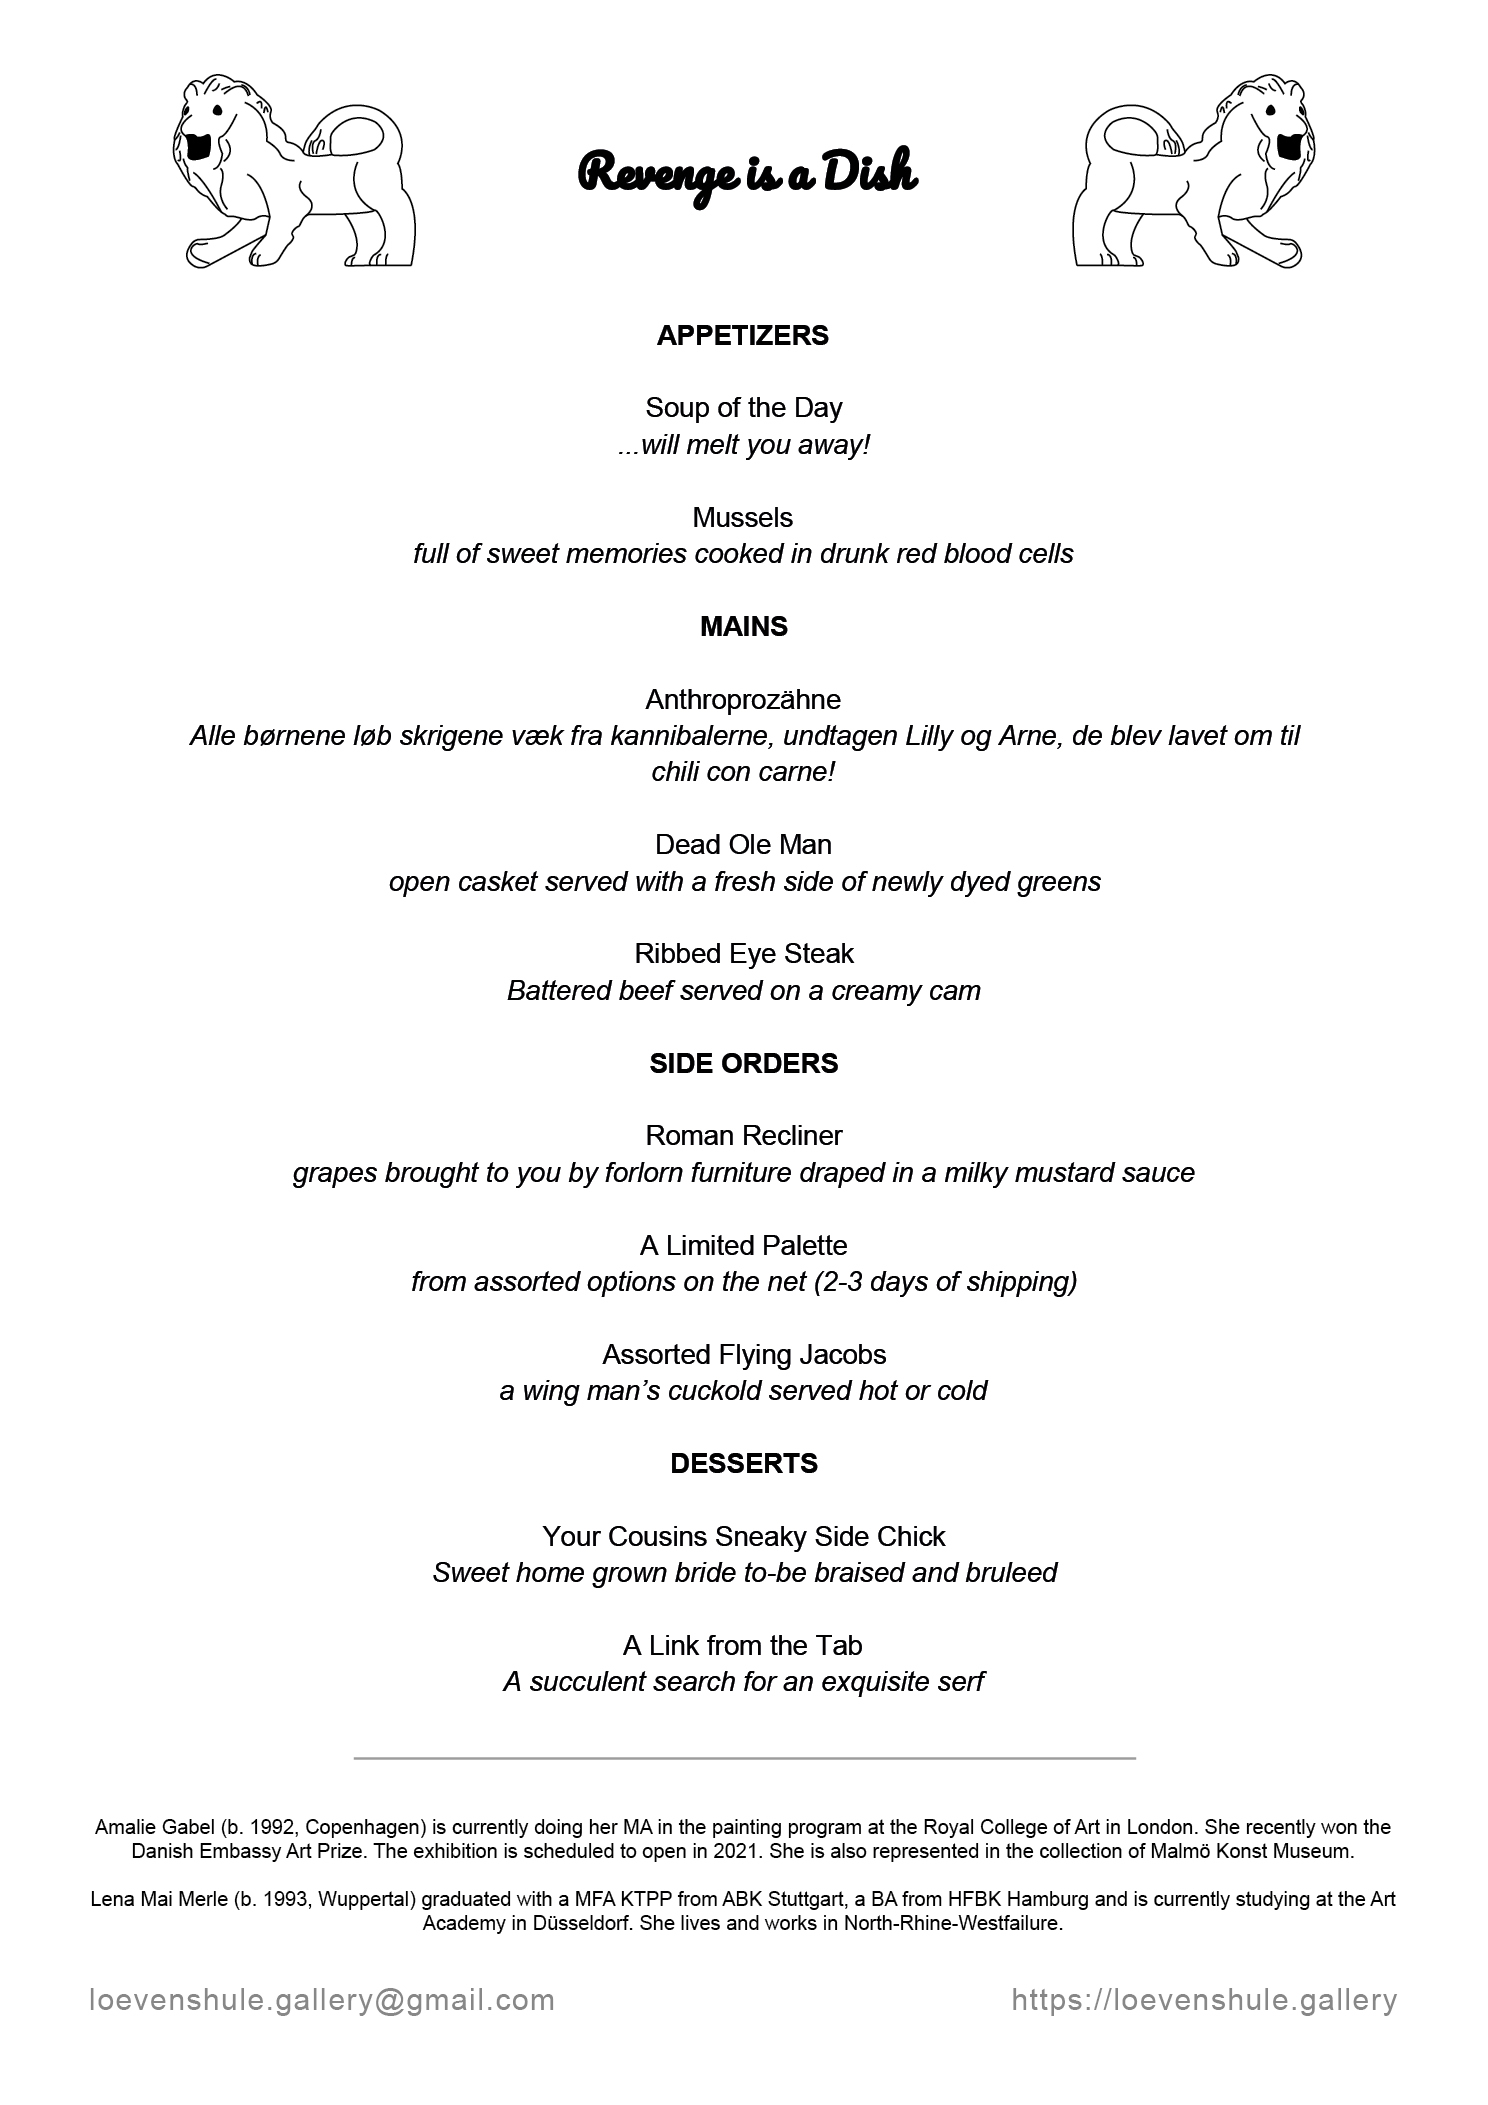 Revenge is a Dish
APPETIZERS
Soup of the Day
...will melt you away!
Mussels
full of sweet memories cooked in drunk red blood cells
MAINS
Anthroprozähne
Alle børnene løb skrigene væk fra kannibalerne, undtagen Lilly og Arne, de blev lavet om til
chili con carne!
Dead Ole Man
open casket served with a fresh side of newly dyed greens
Ribbed Eye Steak
Battered beef served on a creamy cam
SIDE ORDERS
Roman Recliner
grapes brought to you by forlorn furniture draped in a milky mustard sauce
A Limited Palette
from assorted options on the net (2-3 days of shipping)
Assorted Flying Jacobs
a wing man's cuckold served hot or cold
DESSERTS
Your Cousins Sneaky Side Chick
Sweet home grown bride to-be braised and bruleed
A Link from the Tab
A succulent search for an exquisite serf
Amalie Gabel (b. 1992, Copenhagen) is currently doing her MA in the painting program at the Royal College of Art in London. She recently won the
Danish Embassy Art Prize. The exhibition is scheduled to open in 2021. She is also represented in the collection of Malmö Konst Museum.
Lena Mai Merle (b. 1993, Wuppertal) graduated with a MFA KTPP from ABK Stuttgart, a BA from HFBK Hamburg and is currently studying at the Art
Academy in Düsseldorf. She lives and works in North-Rhine-Westfailure.
loevenshule.gallery@gmail.com
https://loevenshule.gallery